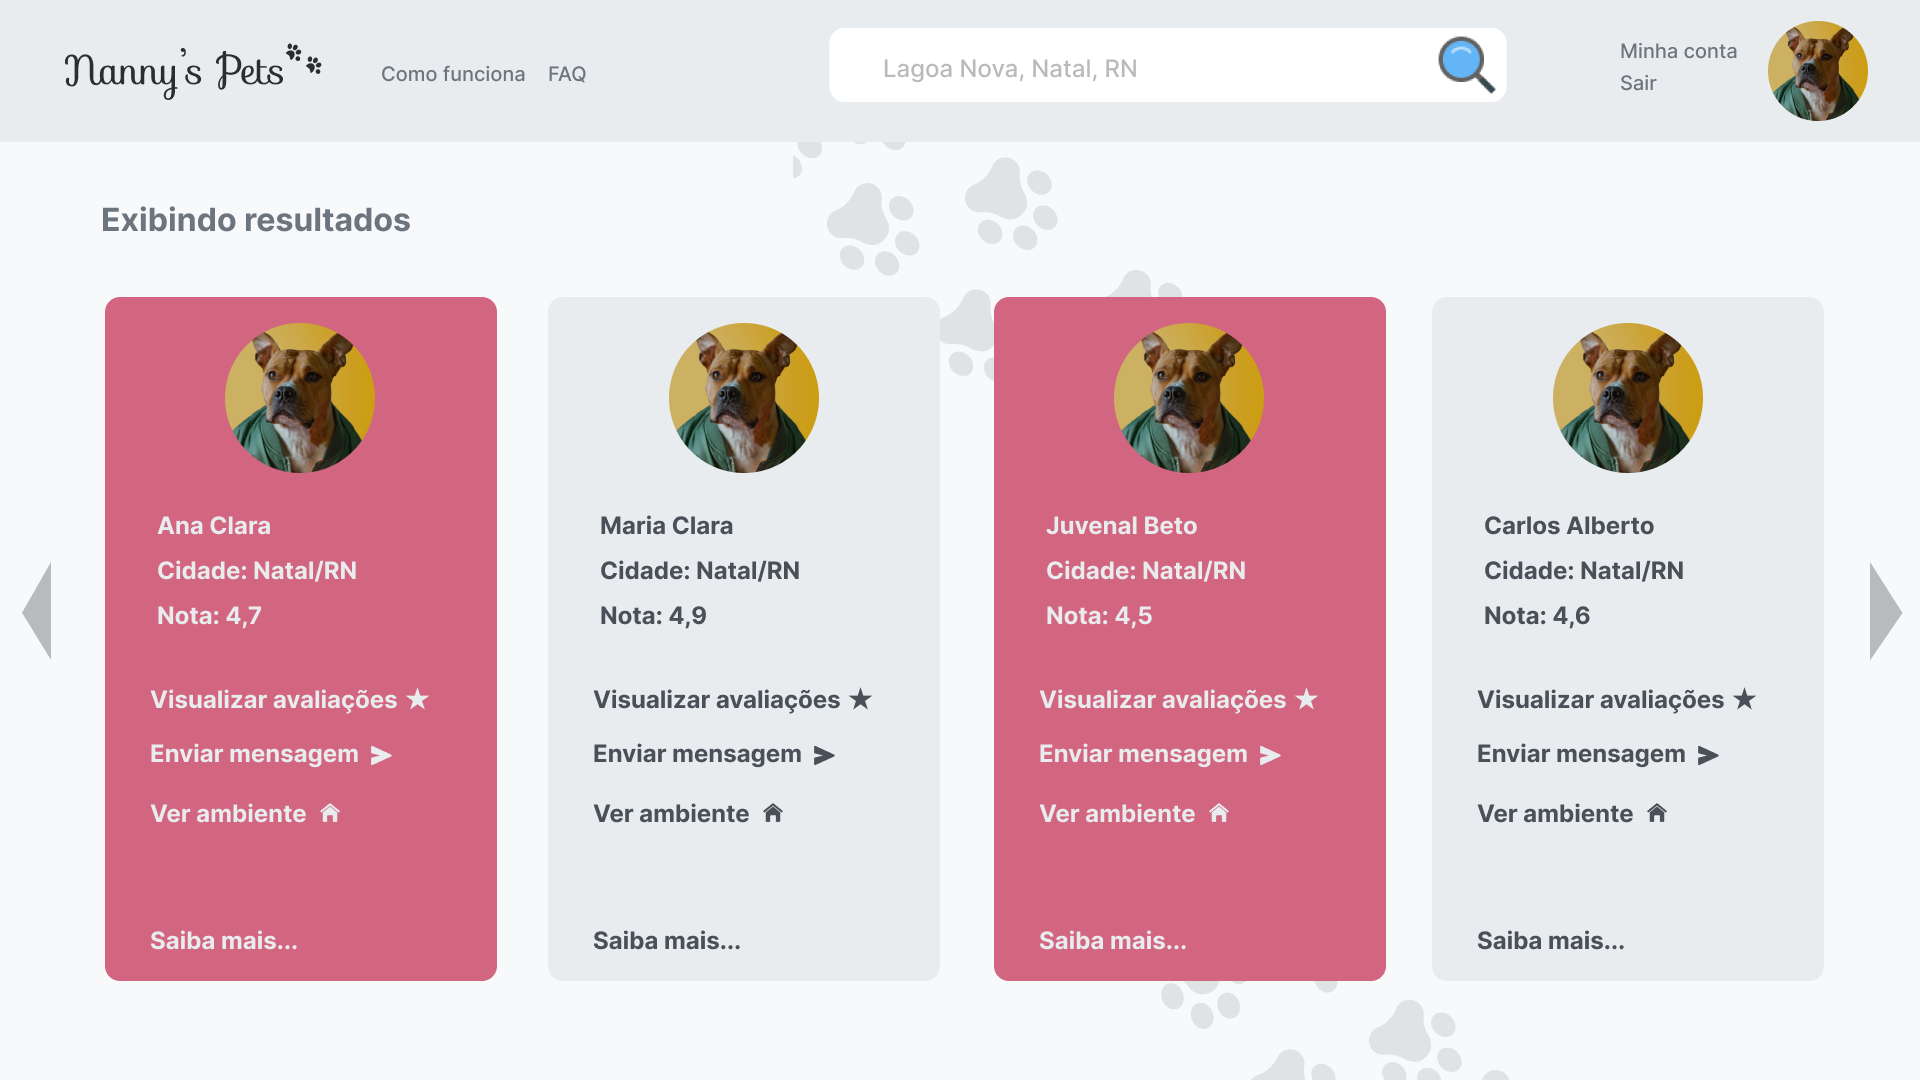 Nanny's Pets
Como funciona
FAQ
Lagoa Nova, Natal, RN
Minha conta
Sair
Exibindo resultados
Ana Clara
Cidade: Natal/RN
Nota: 4,7
Visualizar avaliações
Enviar mensagem
Ver ambiente
Saiba mais...
Maria Clara
Cidade: Natal/RN
Nota: 4,9
Visualizar avaliações
Enviar mensagem
Ver ambiente
Saiba mais...
Juvenal Beto
Cidade: Natal/RN
Nota: 4,5
Visualizar avaliações
Enviar mensagem
Ver ambiente
Saiba mais...
Carlos Alberto
Cidade: Natal/RN
Nota: 4,6
Visualizar avaliações
Enviar mensagem
Ver ambiente
Saiba mais...